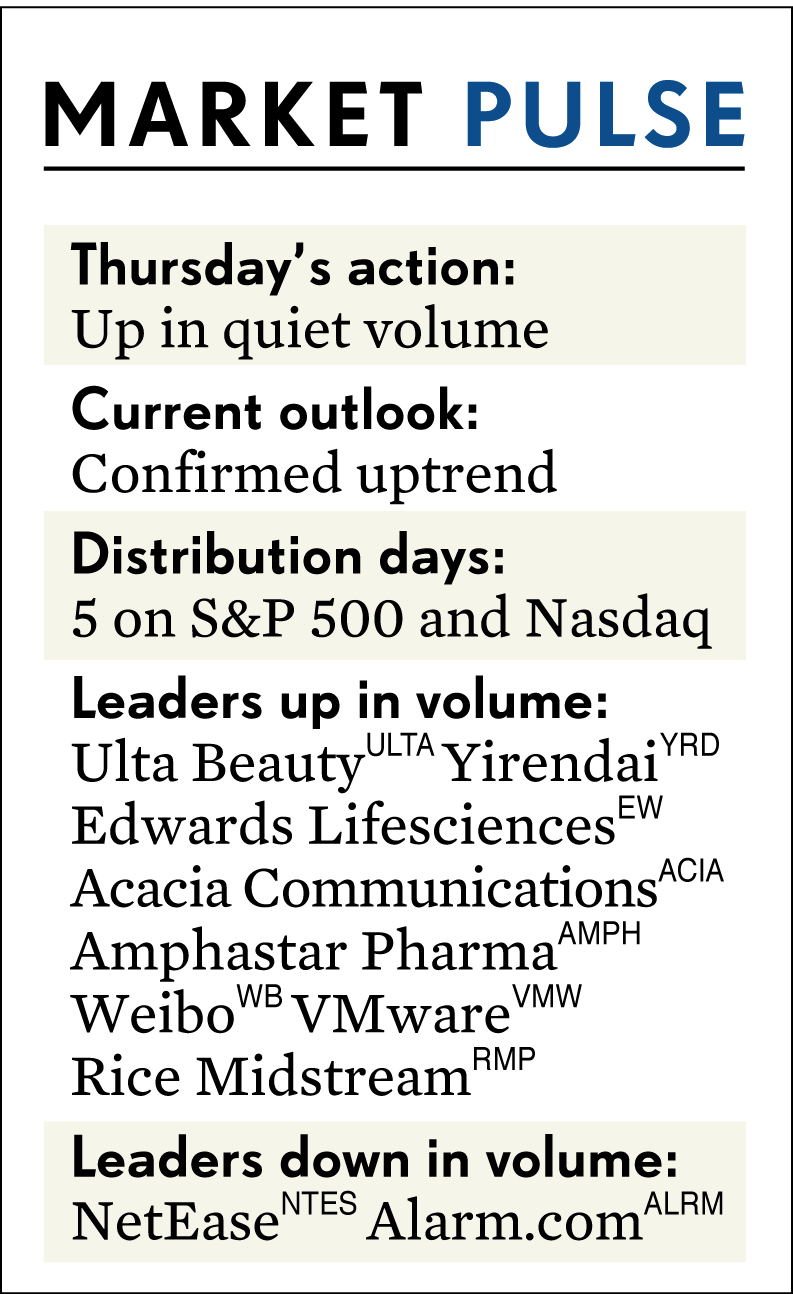 MARKET PULSE
Thursday’s action:
Up in quiet volume
Current outlook:
Confirmed uptrend
Distribution days:
5 on S&P 500 and Nasdaq
Leaders up in volume:
Ulta Beauty ULTA Yirendai YRD
Edwards Lifesciences EW
Acacia Communications ACIA
Amphastar Pharma AMPH
Weibo WB VMware VMW
Rice Midstream RMP
Leaders down in volume:
NetEase NTES Alarm.com ALRM